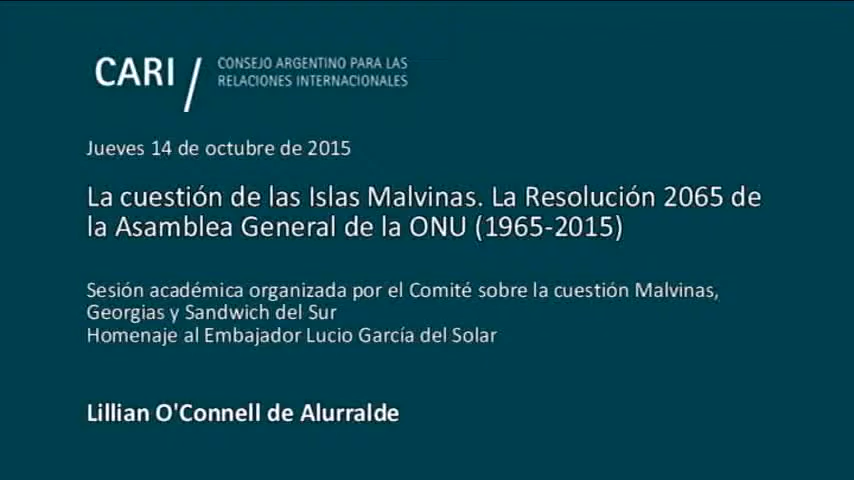 CARI / CONSEJO ARGENTINO PARA LAS
RELACIONES INTERNACIONALES
Jueves 14 de octubre de 2015
La cuestión de las Islas Malvinas. La Resolución 2065 de
la Asamblea General de la ONU (1965-2015)
Sesión académica organizada por el Comité sobre la cuestión Malvinas,
Georgias y Sandwich del Sur
Homenaje al Embajador Lucio García del Solar
Lillian O'Connell de Alurralde